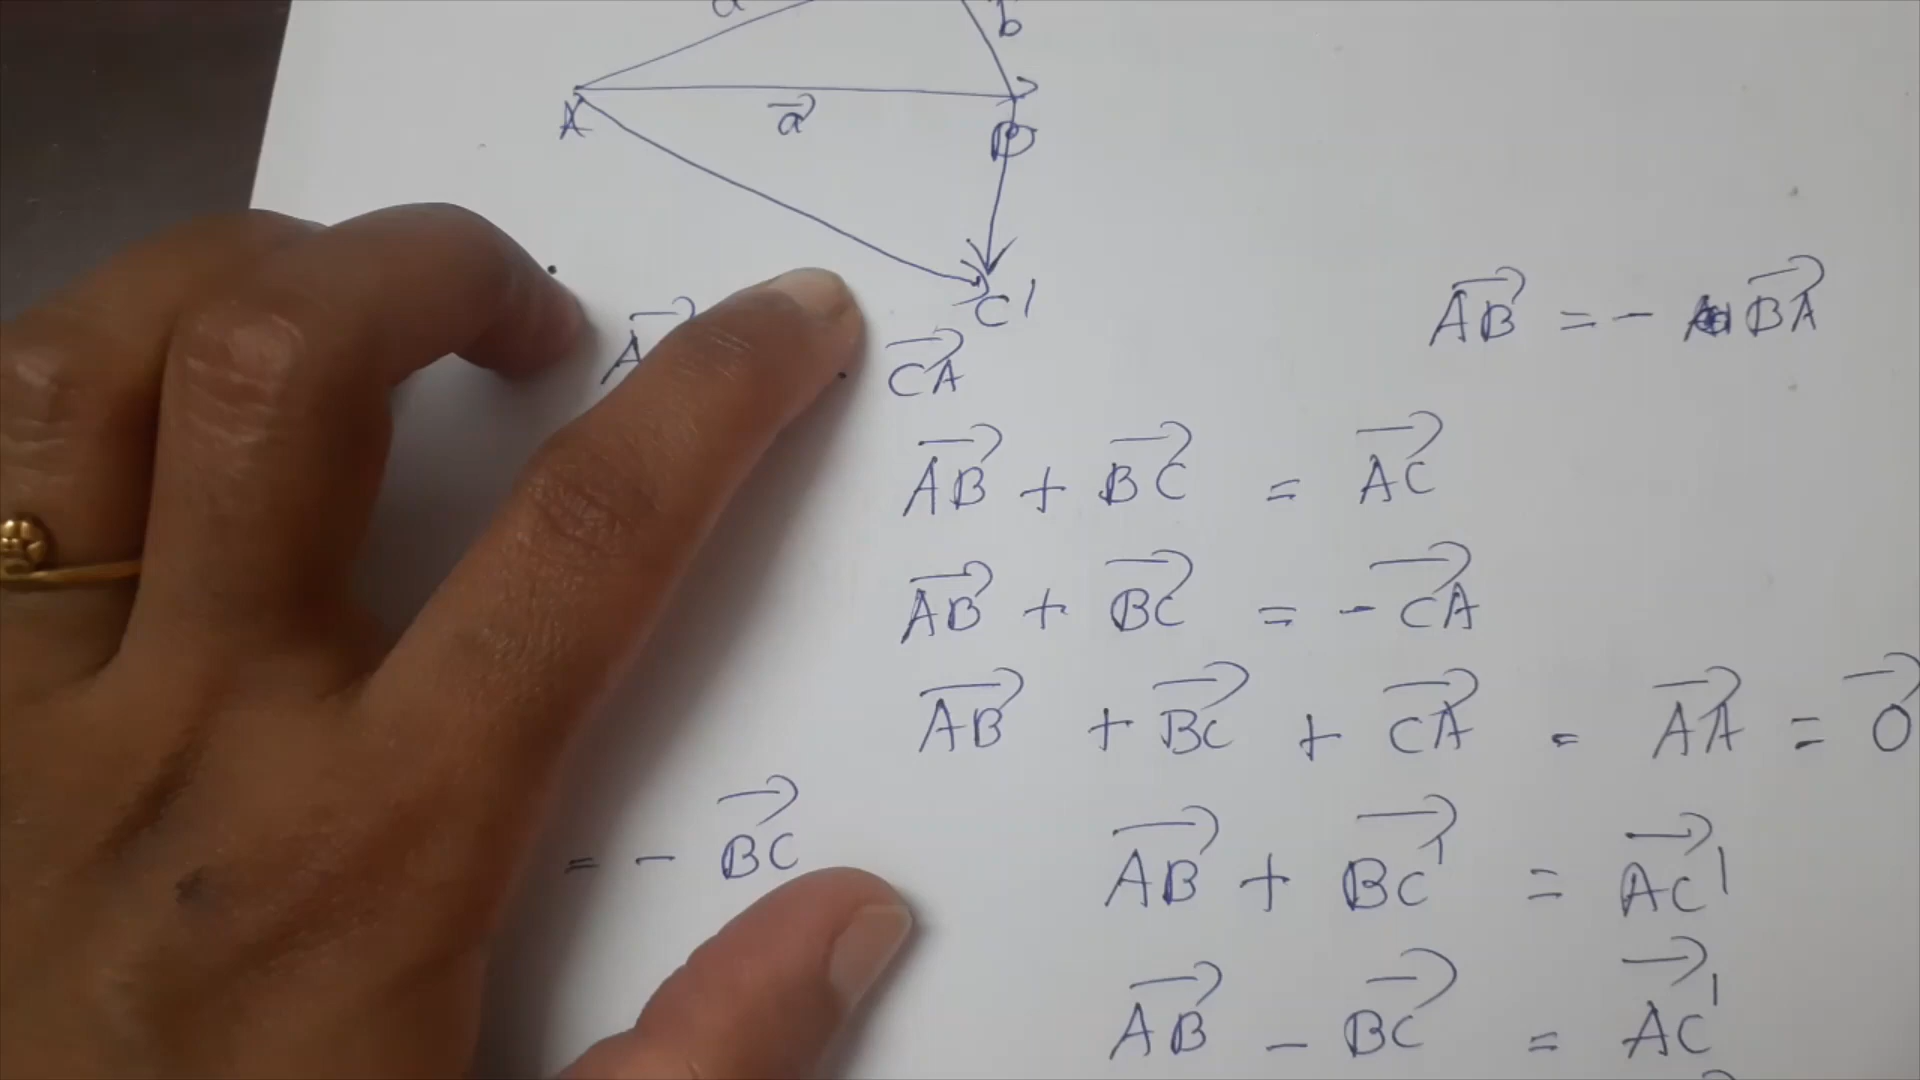 a
b
A
a⃗
B
C'
A
CA⃗
AB⃗ = - BA⃗
AB⃗ + BC⃗ = AC⃗
AB⃗ + BC⃗ = - CA⃗
AB⃗ + BC⃗ + CA⃗ = AA⃗ = 0⃗
= - BC⃗
AB⃗ + BC'⃗ = AC'⃗
AB⃗ - BC⃗ = AC'⃗